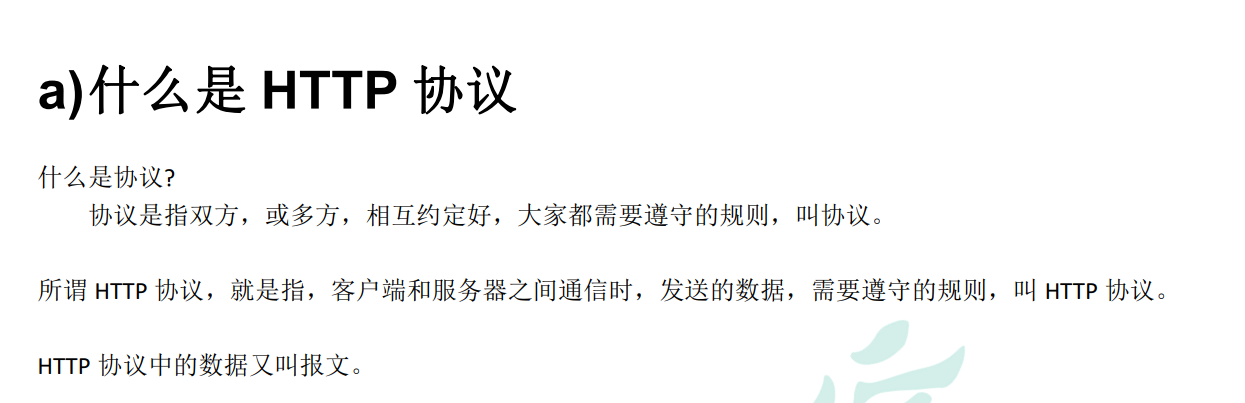 a)什么是 HTTP 协议
什么是协议?
协议是指双方，或多方，相互约定好，大家都需要遵守的规则，叫协议。
所谓 HTTP 协议，就是指，客户端和服务器之间通信时，发送的数据，需要遵守的规则，叫 HTTP 协议。
HTTP 协议中的数据又叫报文。